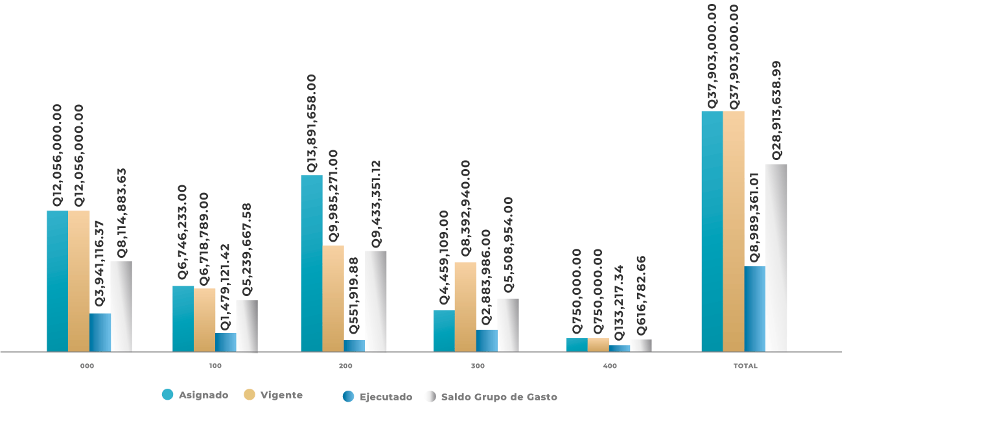 Q12,056,000.00
Q12,056,000.00
Q3,941,116.37
Q8,114,883.63
Q6,746,233.00
Q6,718,789.00
Q1,479,121.42
Q5,239,667.58
Q13,891,658.00
Q9,985,271.00
Q551,919.88
Q9,433,351.12
Q4,459,109.00
Q8,392,940.00
Q2,883,986.00
Q5,508,954.00
Q750,000.00
Q750,000.00
Q133,217.34
Q616,782.66
Q37,903,000.00
Q37,903,000.00
Q8,989,361.01
Q28,913,638.99
000
100
200
300
400
TOTAL
Asignado
Vigente
Ejecutado
Saldo Grupo de Gasto